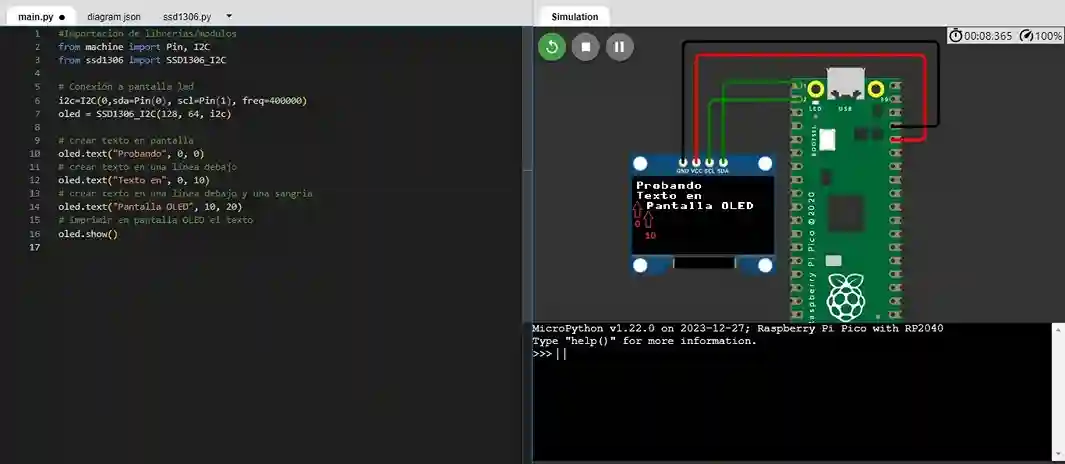 main.py
diagram.json
ssd1306.py
Simulation
1 #Importacion de librerias/modulos
2 from machine import Pin, I2C
3 from ssd1306 import SSD1306_I2C
4
5 # Conexión a pantalla led
6 i2c=I2C(0,sda=Pin(0), scl=Pin(1), freq=400000)
7 oled = SSD1306_I2C(128, 64, i2c)
8
9 # crear texto en pantalla
10 oled.text("Probando", 0, 0)
11 # crear texto en una linea debajo
12 oled.text("Texto en", 0, 10)
13 # crear texto en una linea debajo y una sangria
14 oled.text("Pantalla OLED", 10, 20)
15 # imprimir en pantalla OLED el texto
16 oled.show()
17
00:08:365
100%
LED
USB
BOOTSEL
1
2
39
GND VCC SCL SDA
Probando
Texto en
Pantalla OLED
0
10
Raspberry Pi Pico ©2020
MicroPython v1.22.0 on 2023-12-27; Raspberry Pi Pico with RP2040
Type "help()" for more information.
>>>